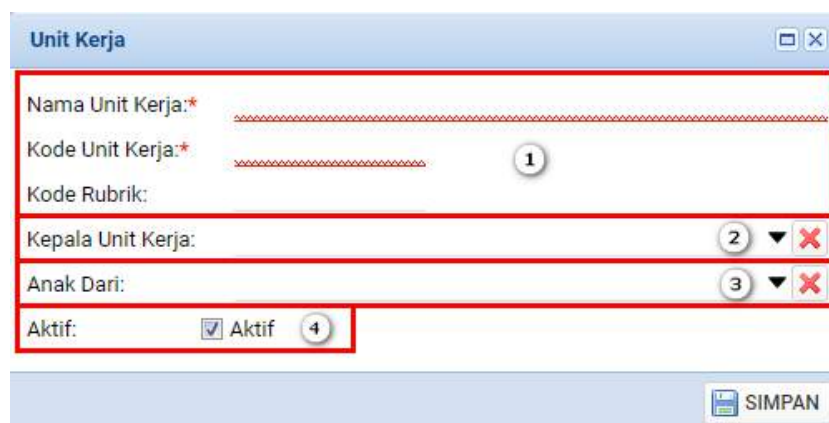 Unit Kerja
Nama Unit Kerja:*
Kode Unit Kerja:*
1
Kode Rubrik:
Kepala Unit Kerja: 2
Anak Dari: 3
Aktif: Aktif 4
SIMPAN